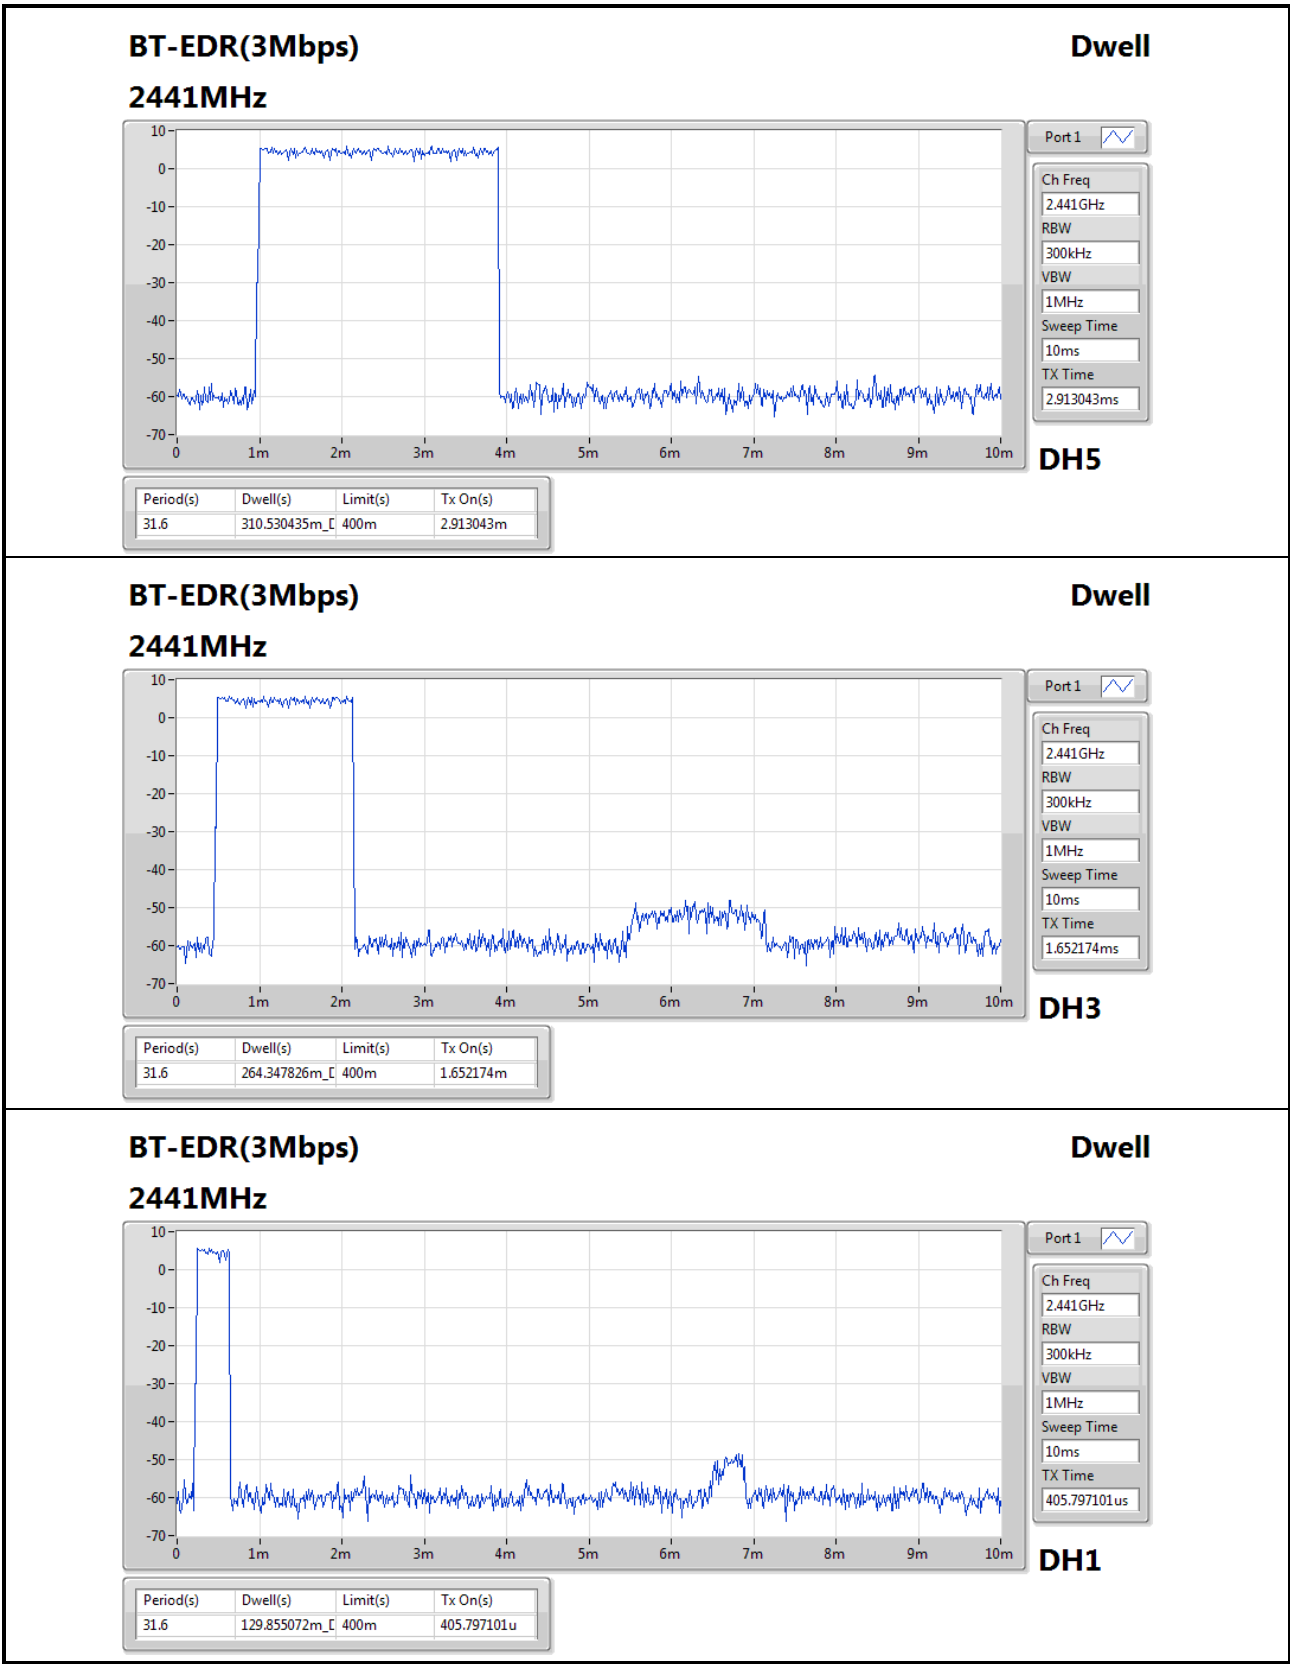 BT-EDR(3Mbps) Dwell
2441MHz
10
0
-10
-20
-30
-40
-50
-60
-70
0 1m 2m 3m 4m 5m 6m 7m 8m 9m 10m
Port 1
Ch Freq
2.441GHz
RBW
300kHz
VBW
1MHz
Sweep Time
10ms
TX Time
2.913043ms
DH5
Period(s) Dwell(s) Limit(s) Tx On(s)
31.6 310.530435m_ 400m 2.913043m
BT-EDR(3Mbps) Dwell
2441MHz
10
0
-10
-20
-30
-40
-50
-60
-70
0 1m 2m 3m 4m 5m 6m 7m 8m 9m 10m
Port 1
Ch Freq
2.441GHz
RBW
300kHz
VBW
1MHz
Sweep Time
10ms
TX Time
1.652174ms
DH3
Period(s) Dwell(s) Limit(s) Tx On(s)
31.6 264.347826m_ 400m 1.652174m
BT-EDR(3Mbps) Dwell
2441MHz
10
0
-10
-20
-30
-40
-50
-60
-70
0 1m 2m 3m 4m 5m 6m 7m 8m 9m 10m
Port 1
Ch Freq
2.441GHz
RBW
300kHz
VBW
1MHz
Sweep Time
10ms
TX Time
405.797101us
DH1
Period(s) Dwell(s) Limit(s) Tx On(s)
31.6 129.855072m_ 400m 405.797101u